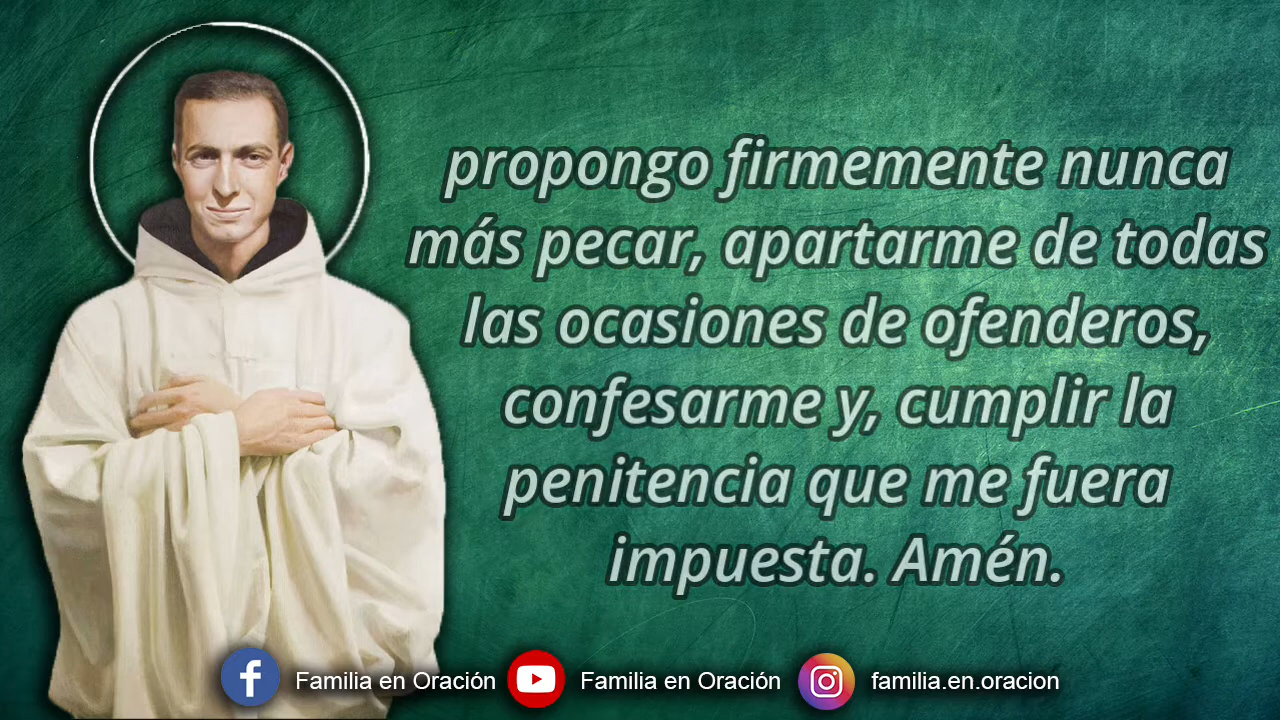 propongo firmemente nunca
más pecar, apartarme de todas
las ocasiones de ofenderos,
confesarme y, cumplir la
penitencia que me fuera
impuesta. Amén.
Familia en Oración
Familia en Oración
familia.en.oracion